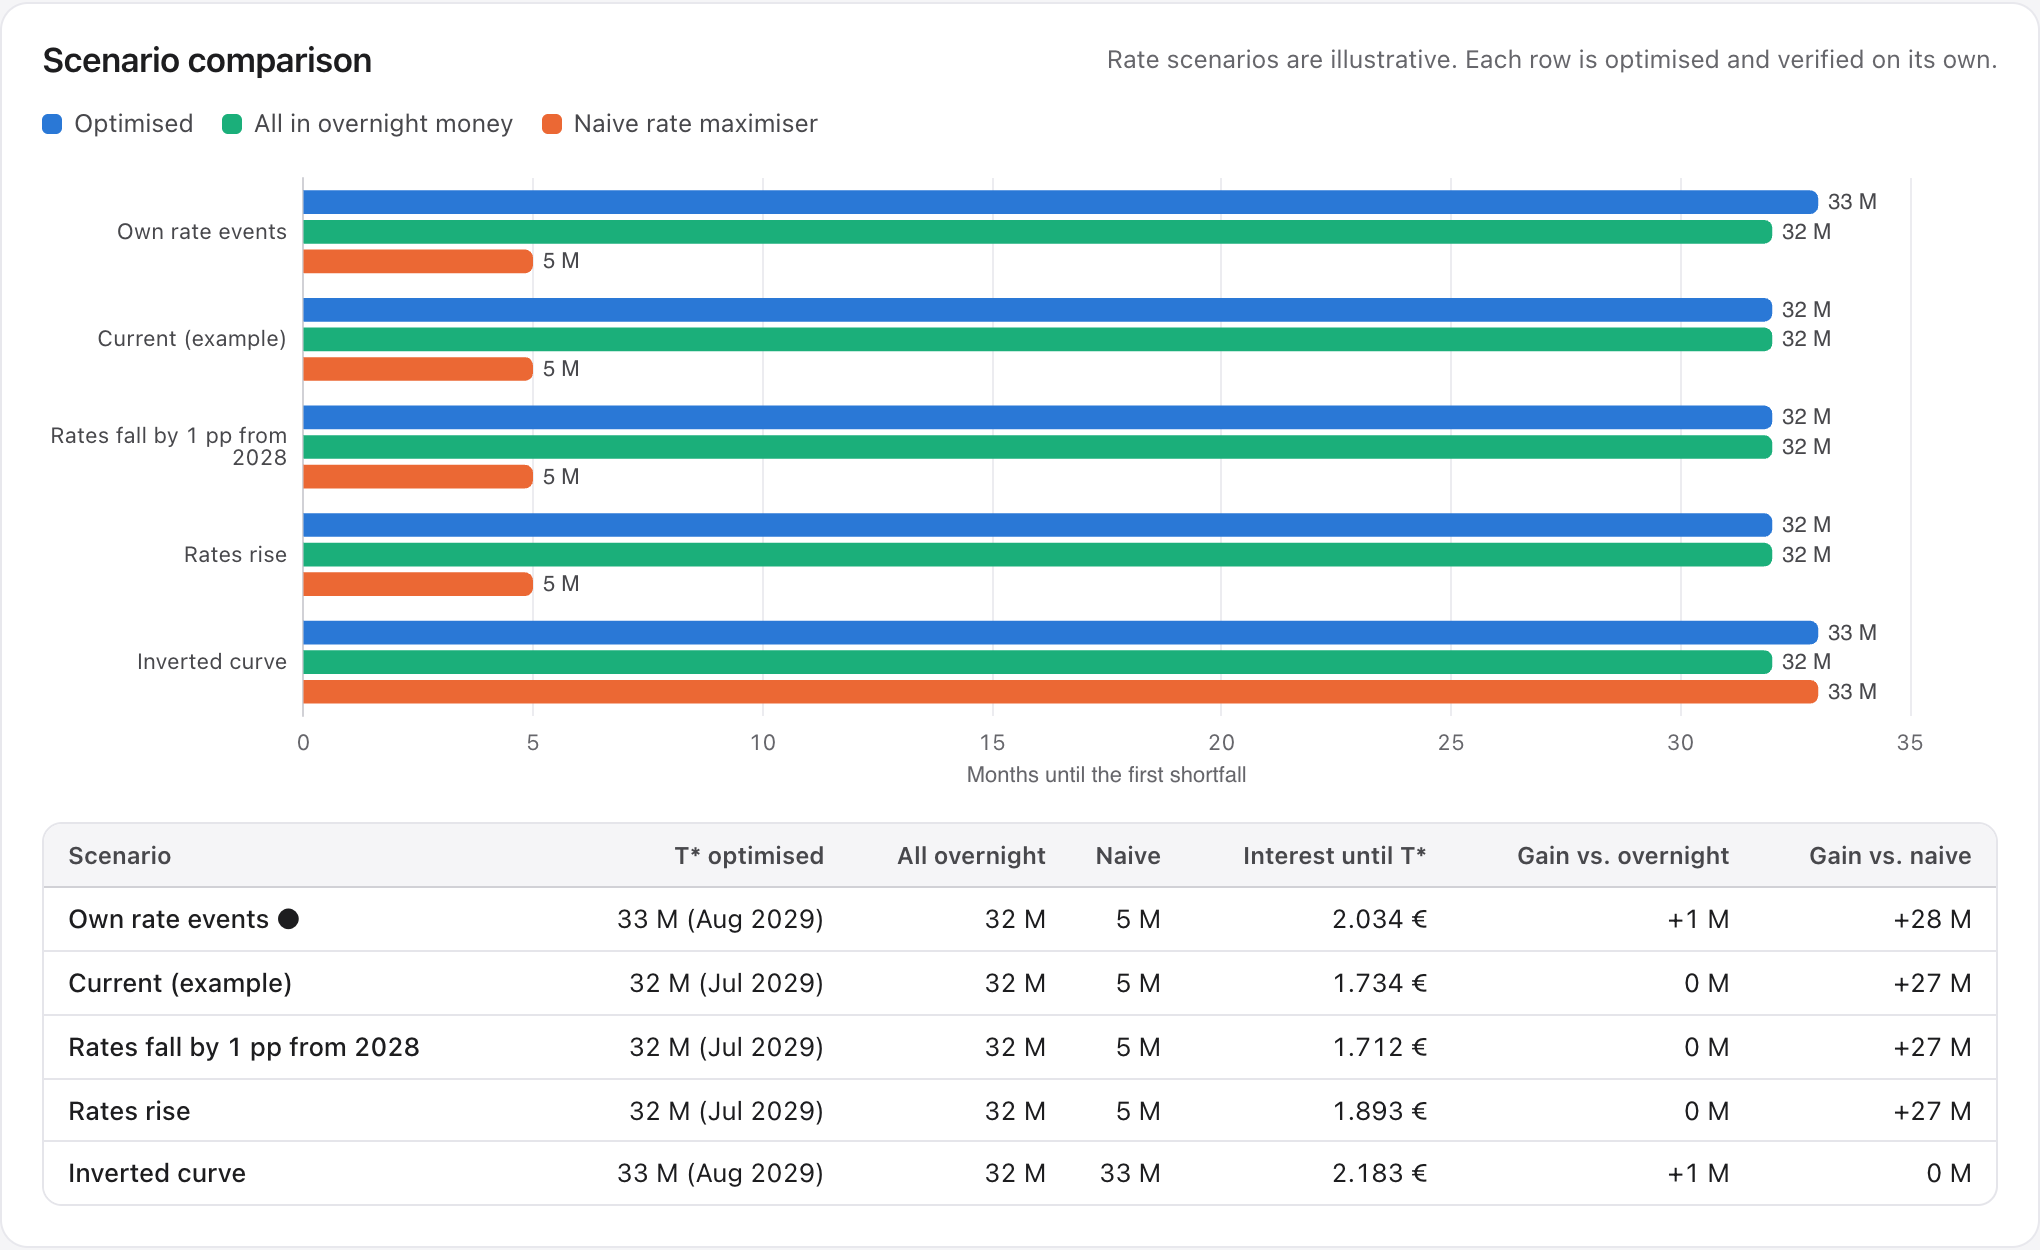 Scenario comparison
Rate scenarios are illustrative. Each row is optimised and verified on its own.
Optimised All in overnight money Naive rate maximiser
33 M
Own rate events 32 M
5 M
32 M
Current (example) 32 M
5 M
32 M
Rates fall by 1 pp from
2028
32 M
5 M
32 M
Rates rise 32 M
5 M
33 M
Inverted curve 32 M
33 M
0 5 10 15 20 25 30 35
Months until the first shortfall
Scenario T* optimised All overnight Naive Interest until T* Gain vs. overnight Gain vs. naive
Own rate events 33 M (Aug 2029) 32 M 5 M 2.034 € +1 M +28 M
Current (example) 32 M (Jul 2029) 32 M 5 M 1.734 € 0 M +27 M
Rates fall by 1 pp from 2028 32 M (Jul 2029) 32 M 5 M 1.712 € 0 M +27 M
Rates rise 32 M (Jul 2029) 32 M 5 M 1.893 € 0 M +27 M
Inverted curve 33 M (Aug 2029) 32 M 33 M 2.183 € +1 M 0 M